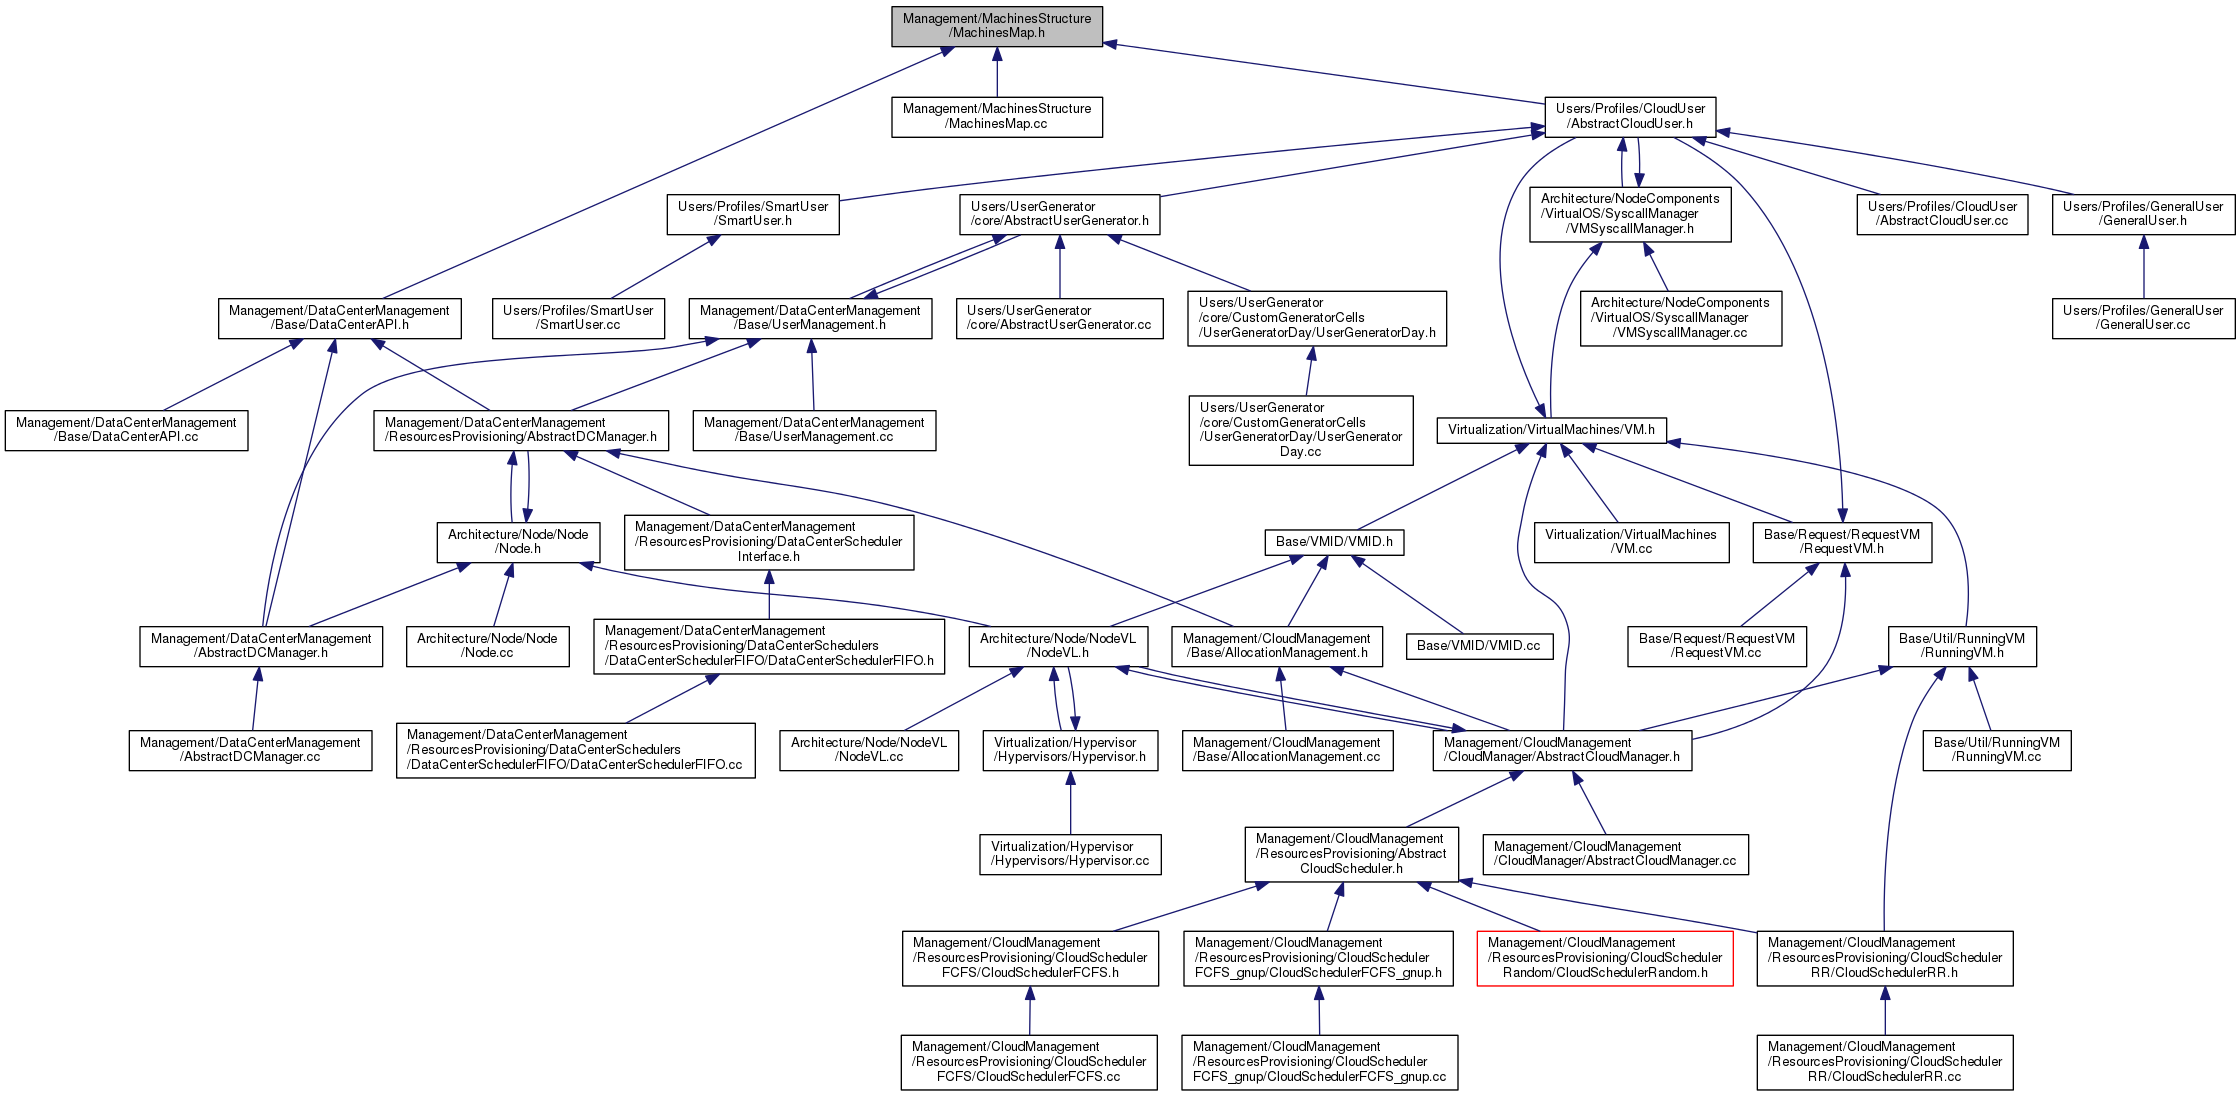 Management/MachinesStructure
/MachinesMap.h
Management/MachinesStructure
/MachinesMap.cc
Users/Profiles/CloudUser
/AbstractCloudUser.h
Users/Profiles/SmartUser
/SmartUser.h
Users/UserGenerator
/core/AbstractUserGenerator.h
Architecture/NodeComponents
/VirtualOS/SyscallManager
/VMSyscallManager.h
Users/Profiles/CloudUser
/AbstractCloudUser.cc
Users/Profiles/GeneralUser
/GeneralUser.h
Management/DataCenterManagement
/Base/DataCenterAPI.h
Users/Profiles/SmartUser
/SmartUser.cc
Management/DataCenterManagement
/Base/UserManagement.h
Users/UserGenerator
/core/AbstractUserGenerator.cc
Users/UserGenerator
/core/CustomGeneratorCells
/UserGeneratorDay/UserGeneratorDay.h
Architecture/NodeComponents
/VirtualOS/SyscallManager
/VMSyscallManager.cc
Users/Profiles/GeneralUser
/GeneralUser.cc
Management/DataCenterManagement
/Base/DataCenterAPI.cc
Management/DataCenterManagement
/ResourcesProvisioning/AbstractDCManager.h
Management/DataCenterManagement
/Base/UserManagement.cc
Users/UserGenerator
/core/CustomGeneratorCells
/UserGeneratorDay/UserGenerator
Day.cc
Virtualization/VirtualMachines/VM.h
Architecture/Node/Node
/Node.h
Management/DataCenterManagement
/ResourcesProvisioning/DataCenterScheduler
Interface.h
Base/VMID/VMID.h
Virtualization/VirtualMachines
/VM.cc
Base/Request/RequestVM
/RequestVM.h
Management/DataCenterManagement
/AbstractDCManager.h
Architecture/Node/Node
/Node.cc
Management/DataCenterManagement
/ResourcesProvisioning/DataCenterSchedulers
/DataCenterSchedulerFIFO/DataCenterSchedulerFIFO.h
Architecture/Node/NodeVL
/NodeVL.h
Management/CloudManagement
/Base/AllocationManagement.h
Base/VMID/VMID.cc
Base/Request/RequestVM
/RequestVM.cc
Base/Util/RunningVM
/RunningVM.h
Management/DataCenterManagement
/AbstractDCManager.cc
Management/DataCenterManagement
/ResourcesProvisioning/DataCenterSchedulers
/DataCenterSchedulerFIFO/DataCenterSchedulerFIFO.cc
Architecture/Node/NodeVL
/NodeVL.cc
Virtualization/Hypervisor
/Hypervisors/Hypervisor.h
Management/CloudManagement
/Base/AllocationManagement.cc
Management/CloudManagement
/CloudManager/AbstractCloudManager.h
Base/Util/RunningVM
/RunningVM.cc
Virtualization/Hypervisor
/Hypervisors/Hypervisor.cc
Management/CloudManagement
/ResourcesProvisioning/Abstract
CloudScheduler.h
Management/CloudManagement
/CloudManager/AbstractCloudManager.cc
Management/CloudManagement
/ResourcesProvisioning/CloudScheduler
FCFS/CloudSchedulerFCFS.h
Management/CloudManagement
/ResourcesProvisioning/CloudScheduler
FCFS_gnup/CloudSchedulerFCFS_gnup.h
Management/CloudManagement
/ResourcesProvisioning/CloudScheduler
Random/CloudSchedulerRandom.h
Management/CloudManagement
/ResourcesProvisioning/CloudScheduler
RR/CloudSchedulerRR.h
Management/CloudManagement
/ResourcesProvisioning/CloudScheduler
FCFS/CloudSchedulerFCFS.cc
Management/CloudManagement
/ResourcesProvisioning/CloudScheduler
FCFS_gnup/CloudSchedulerFCFS_gnup.cc
Management/CloudManagement
/ResourcesProvisioning/CloudScheduler
RR/CloudSchedulerRR.cc